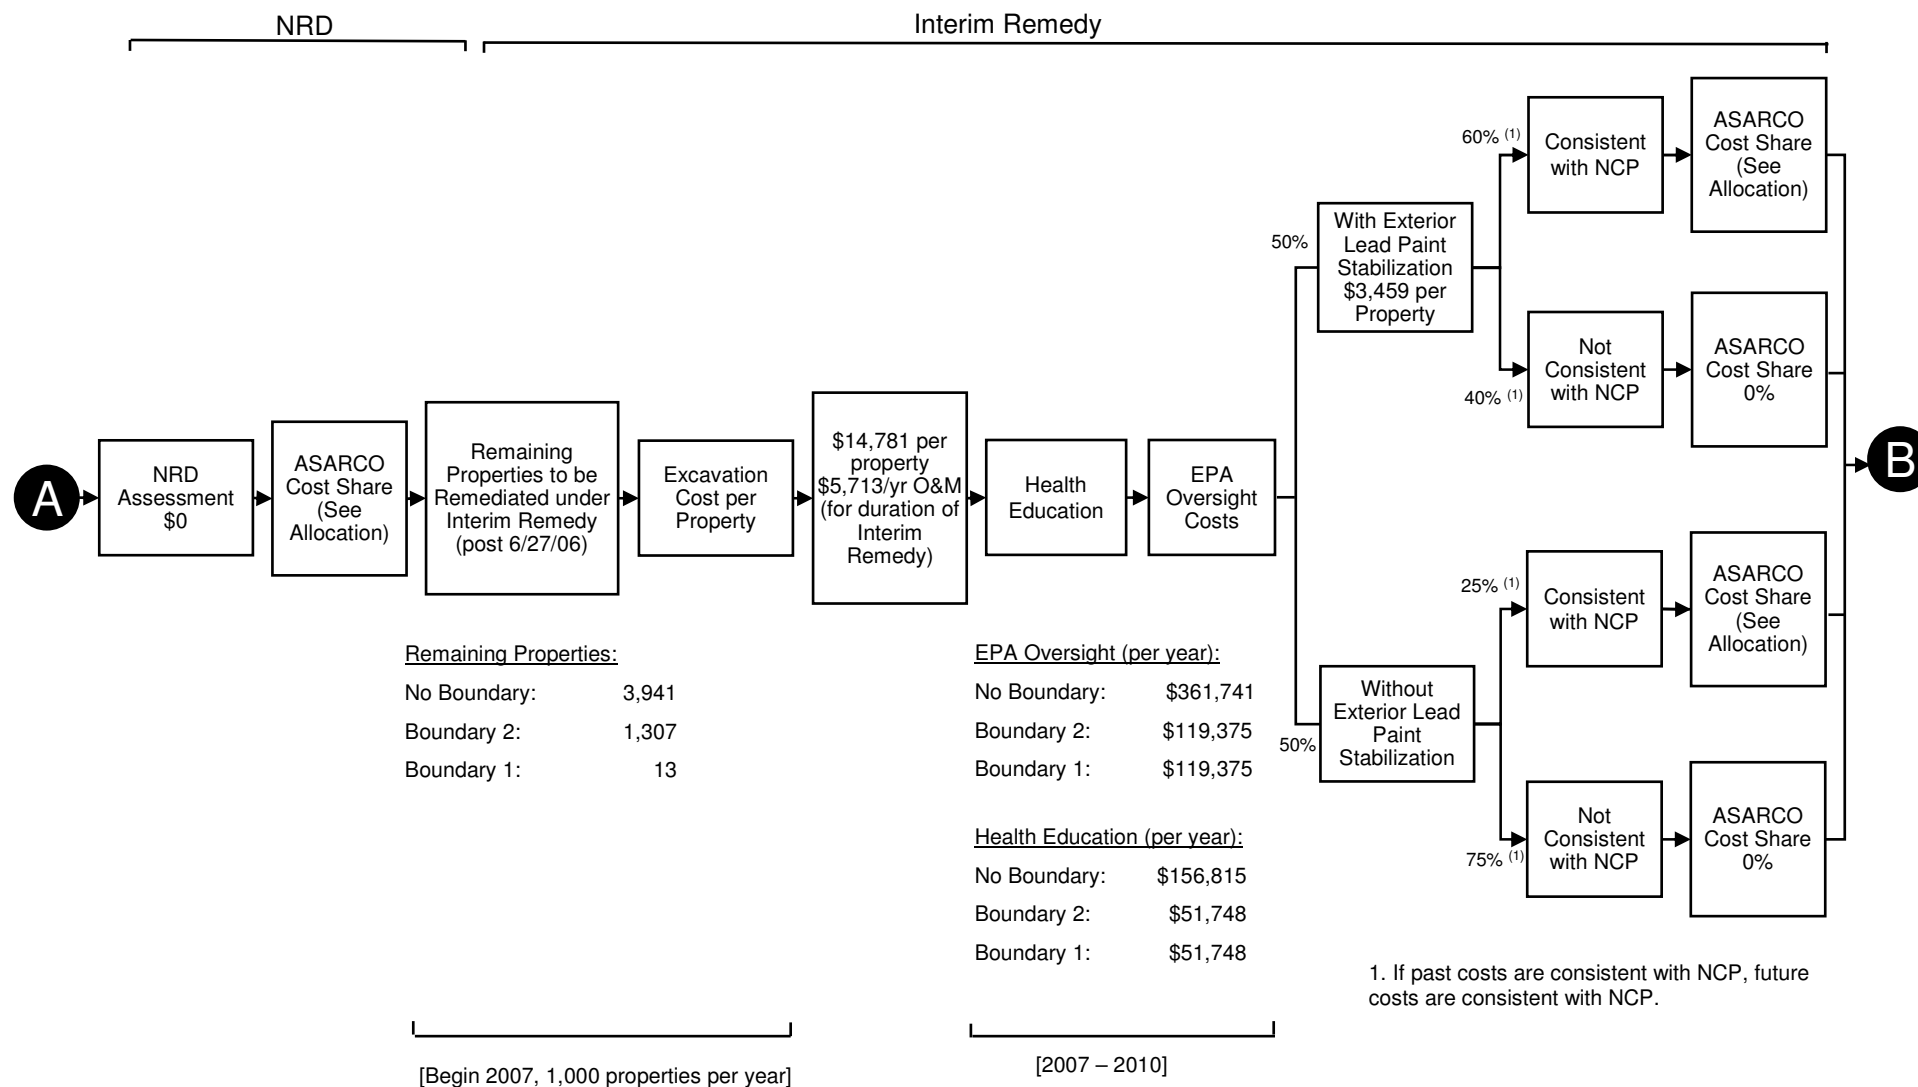 NRD
Interim Remedy
A
NRD
Assessment
$0
ASARCO
Cost Share
(See
Allocation)
Remaining
Properties to be
Remediated under
Interim Remedy
(post 6/27/06)
Excavation
Cost per
Property
$14,781 per
property
$5,713/yr O&M
(for duration of
Interim
Remedy)
Health
Education
EPA
Oversight
Costs
50%
With Exterior
Lead Paint
Stabilization
$3,459 per
Property
60% (1)
Consistent
with NCP
ASARCO
Cost Share
(See
Allocation)
40% (1)
Not
Consistent
with NCP
ASARCO
Cost Share
0%
50%
Without
Exterior Lead
Paint
Stabilization
25% (1)
Consistent
with NCP
ASARCO
Cost Share
(See
Allocation)
75% (1)
Not
Consistent
with NCP
ASARCO
Cost Share
0%
B
Remaining Properties:
No Boundary: 3,941
Boundary 2: 1,307
Boundary 1: 13
EPA Oversight (per year):
No Boundary: $361,741
Boundary 2: $119,375
Boundary 1: $119,375
Health Education (per year):
No Boundary: $156,815
Boundary 2: $51,748
Boundary 1: $51,748
1. If past costs are consistent with NCP, future
costs are consistent with NCP.
[Begin 2007, 1,000 properties per year]
[2007 – 2010]